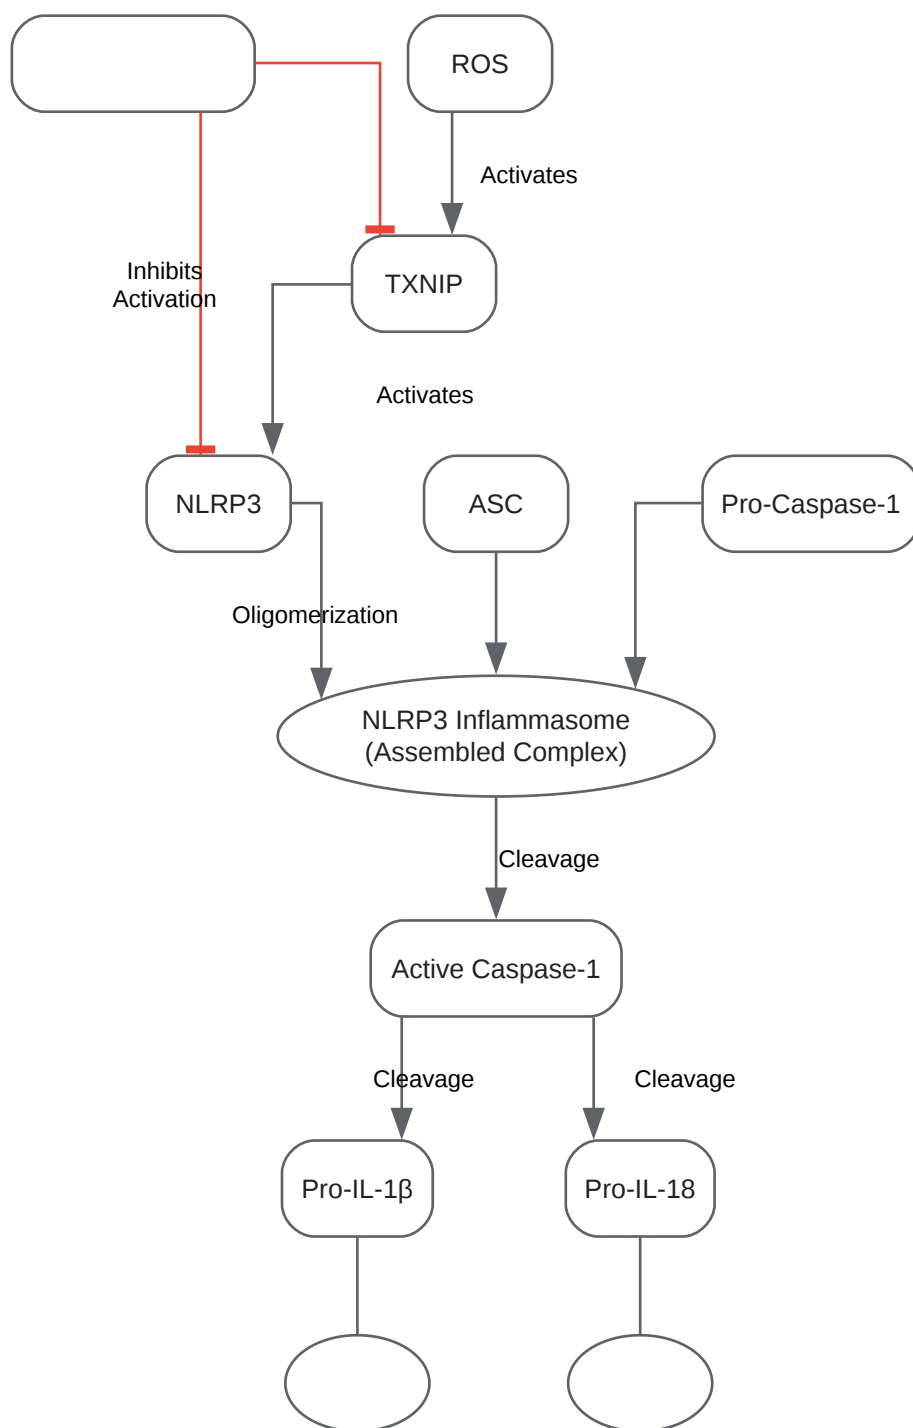 ROS
Activates
Inhibits
Activation
TXNIP
Activates
NLRP3
ASC
Pro-Caspase-1
Oligomerization
NLRP3 Inflammasome
(Assembled Complex)
Cleavage
Active Caspase-1
Cleavage
Cleavage
Pro-IL-1β
Pro-IL-18